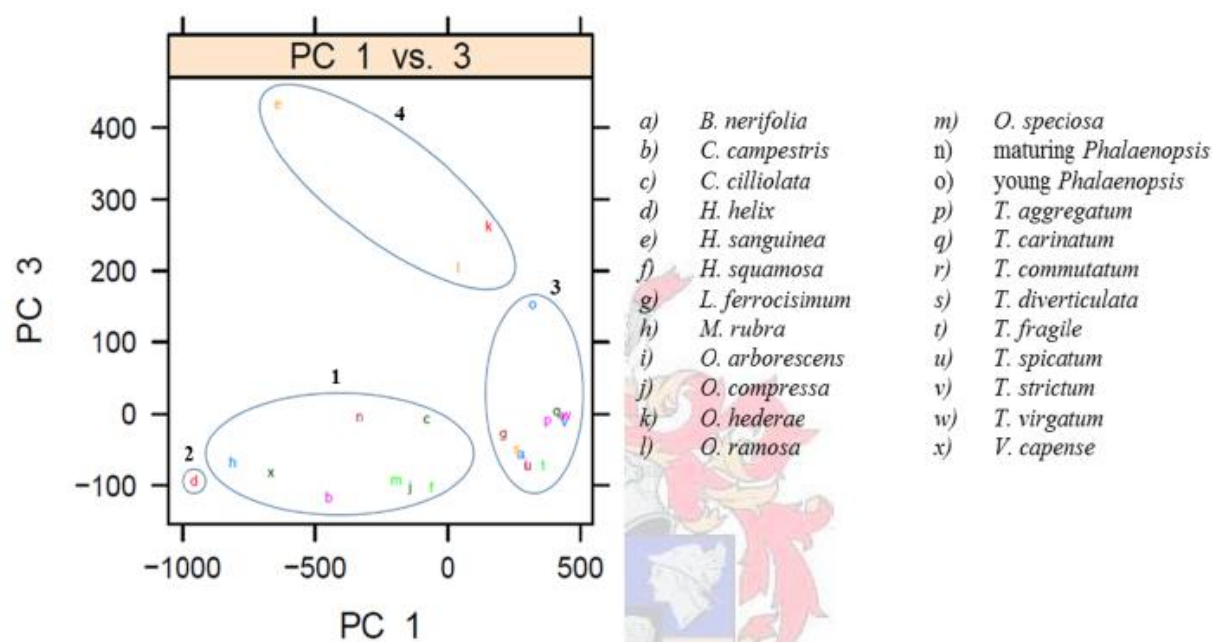 PC 1 vs. 3
4
e
400
300
k
200
l
3
o
100
1
0
n
c
q
p
w
v
g
s
a
2
h
u
t
d
x
m
j
f
−100
b
−1000
−500
0
500
PC 3
PC 1
a) B. nerifolia
b) C. campestris
c) C. cilliolata
d) H. helix
e) H. sanguinea
f) H. squamosa
g) L. ferrocisimum
h) M. rubra
i) O. arborescens
j) O. compressa
k) O. hederae
l) O. ramosa
m) O. speciosa
n) maturing Phalaenopsis
o) young Phalaenopsis
p) T. aggregatum
q) T. carinatum
r) T. commutatum
s) T. diverticulata
t) T. fragile
u) T. spicatum
v) T. strictum
w) T. virgatum
x) V. capense